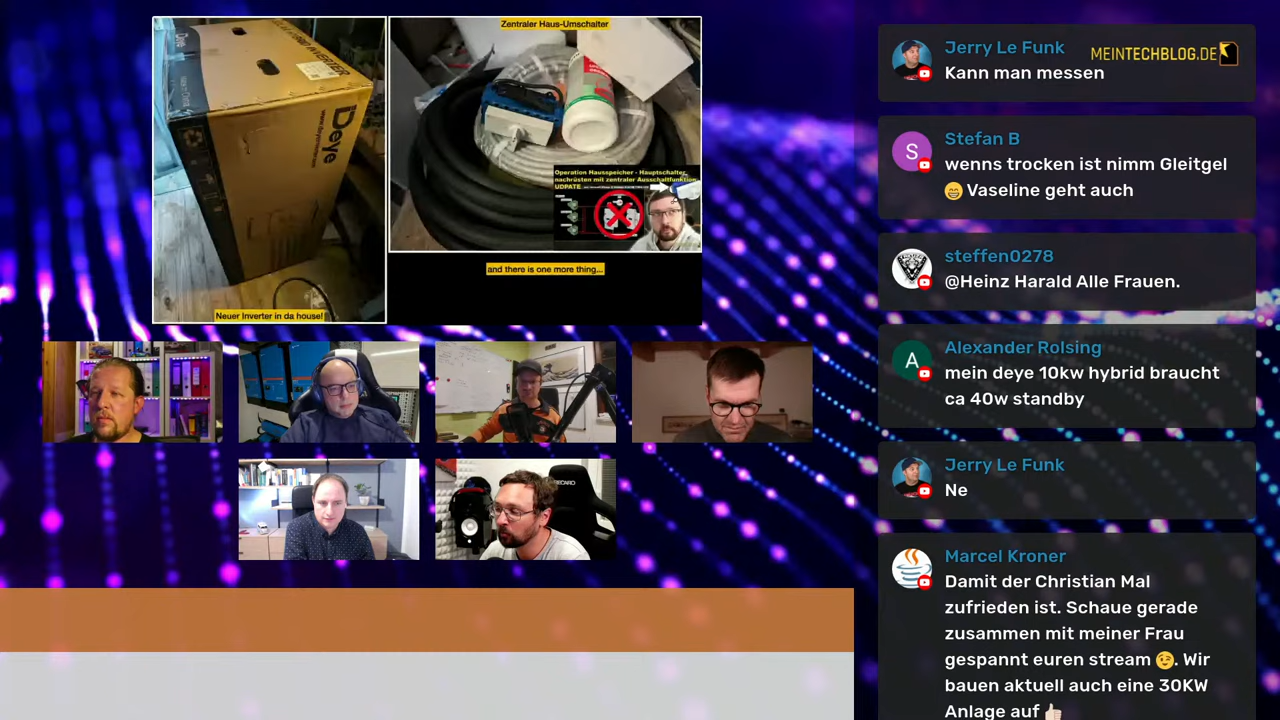 Zentraler Haus-Umschalter
HYBRID INVERTER
Deye
Operation Hausspeicher - Hauptschalter
nachrüsten mit zentraler Ausschaltfunktion
UDPATE
and there is one more thing...
Neuer Inverter in da house!
RECARO
MEINTECHBLOG.DE
Jerry Le Funk
Kann man messen
S
Stefan B
wenns trocken ist nimm Gleitgel
😁 Vaseline geht auch
steffen0278
@Heinz Harald Alle Frauen.
A
Alexander Rolsing
mein deye 10kw hybrid braucht
ca 40w standby
Jerry Le Funk
Ne
Marcel Kroner
Damit der Christian Mal
zufrieden ist. Schaue gerade
zusammen mit meiner Frau
gespannt euren stream 😉. Wir
bauen aktuell auch eine 30KW
Anlage auf 👍🏻